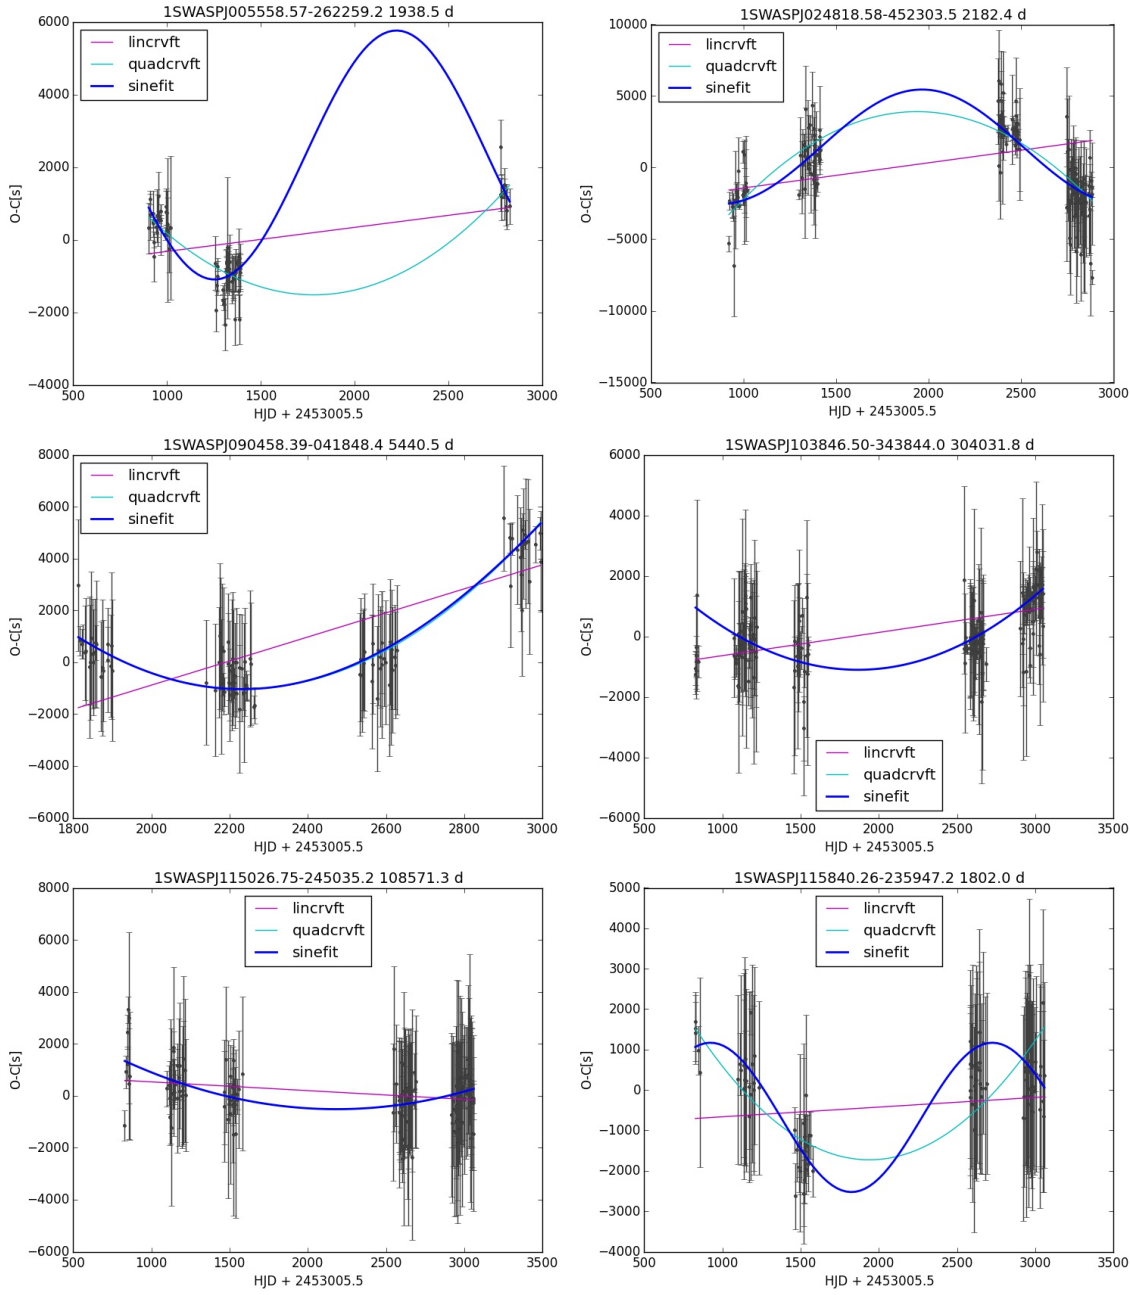 1SWASPJ005558.57-262259.2 1938.5 d
6000
4000
2000
0
−2000
−4000
O-C[s]
lincrvft
quadcrvft
sinefit
500
1000
1500
2000
2500
3000
HJD + 2453005.5
1SWASPJ024818.58-452303.5 2182.4 d
10000
5000
0
−5000
−10000
−15000
O-C[s]
lincrvft
quadcrvft
sinefit
500
1000
1500
2000
2500
3000
HJD + 2453005.5
1SWASPJ090458.39-041848.4 5440.5 d
8000
6000
4000
2000
0
−2000
−4000
−6000
O-C[s]
lincrvft
quadcrvft
sinefit
1800
2000
2200
2400
2600
2800
3000
HJD + 2453005.5
1SWASPJ103846.50-343844.0 304031.8 d
6000
4000
2000
0
−2000
−4000
−6000
O-C[s]
lincrvft
quadcrvft
sinefit
500
1000
1500
2000
2500
3000
3500
HJD + 2453005.5
1SWASPJ115026.75-245035.2 108571.3 d
8000
6000
4000
2000
0
−2000
−4000
−6000
O-C[s]
lincrvft
quadcrvft
sinefit
500
1000
1500
2000
2500
3000
3500
HJD + 2453005.5
1SWASPJ115840.26-235947.2 1802.0 d
5000
4000
3000
2000
1000
0
−1000
−2000
−3000
−4000
O-C[s]
lincrvft
quadcrvft
sinefit
500
1000
1500
2000
2500
3000
3500
HJD + 2453005.5